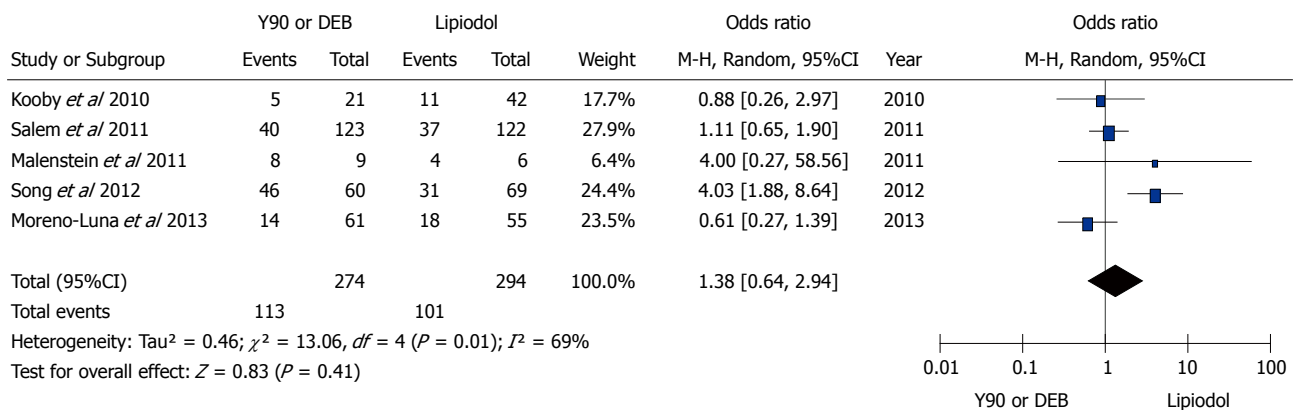 Y90 or DEB Lipiodol Odds ratio Odds ratio
Study or Subgroup Events Total Events Total Weight M-H, Random, 95%CI Year M-H, Random, 95%CI
Kooby et al 2010 5 21 11 42 17.7% 0.88 [0.26, 2.97] 2010
Salem et al 2011 40 123 37 122 27.9% 1.11 [0.65, 1.90] 2011
Malenstein et al 2011 8 9 4 6 6.4% 4.00 [0.27, 58.56] 2011
Song et al 2012 46 60 31 69 24.4% 4.03 [1.88, 8.64] 2012
Moreno-Luna et al 2013 14 61 18 55 23.5% 0.61 [0.27, 1.39] 2013
Total (95%CI) 274 294 100.0% 1.38 [0.64, 2.94]
Total events 113 101
Heterogeneity: Tau² = 0.46; χ² = 13.06, df = 4 (P = 0.01); I² = 69%
Test for overall effect: Z = 0.83 (P = 0.41)
0.01 0.1 1 10 100
Y90 or DEB Lipiodol